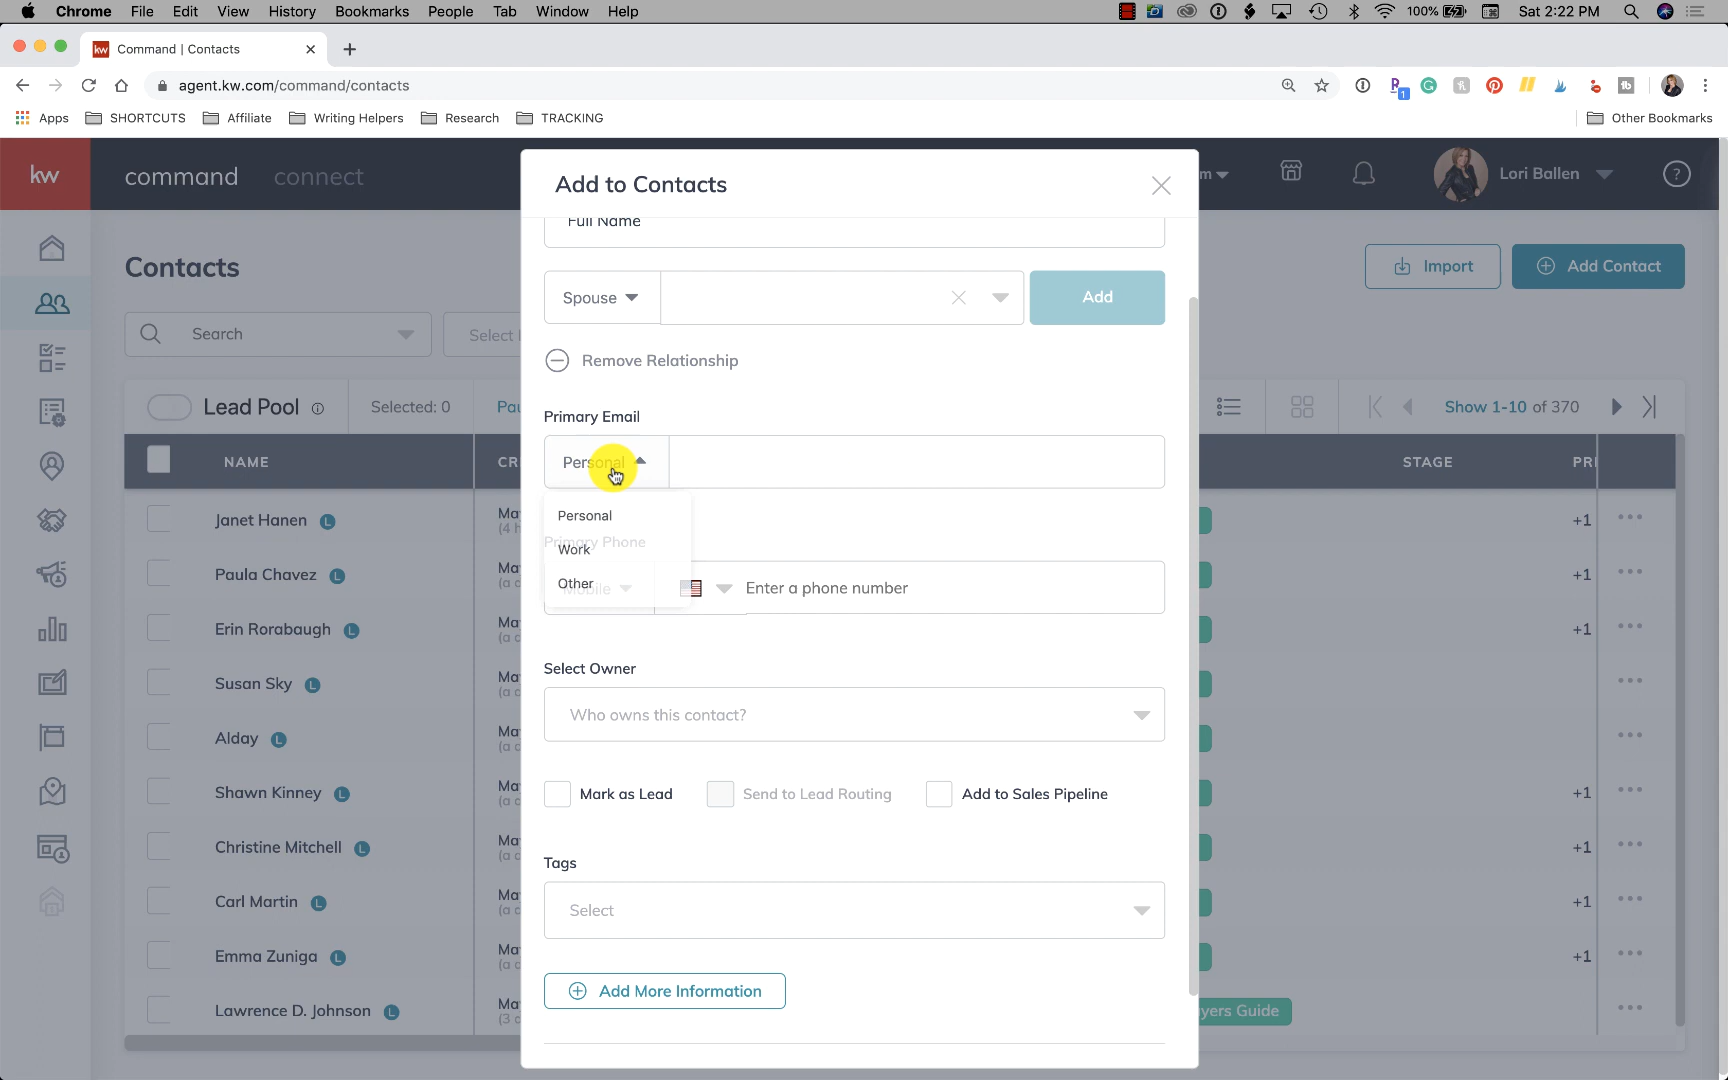 Chrome File Edit View History Bookmarks People Tab Window Help
100% Sat 2:22 PM
kw Command | Contacts
agent.kw.com/command/contacts
1
Apps SHORTCUTS Affiliate Writing Helpers Research TRACKING Other Bookmarks
kw command connect
Lori Ballen
?
Add to Contacts
Full Name
Contacts
Import
Add Contact
Spouse
Add
Search
Select
Remove Relationship
Lead Pool
Selected: 0
Show 1-10 of 370
Primary Email
NAME
STAGE
Personal
Personal
Work
Other
Primary Phone
Mobile
Enter a phone number
Janet Hanen L
+1
Paula Chavez L
+1
Erin Rorabaugh L
+1
Susan Sky L
Alday L
Shawn Kinney L
+1
Christine Mitchell L
+1
Carl Martin L
+1
Emma Zuniga L
+1
Lawrence D. Johnson L
Select Owner
Who owns this contact?
Mark as Lead Send to Lead Routing Add to Sales Pipeline
Tags
Select
Add More Information
yers Guide